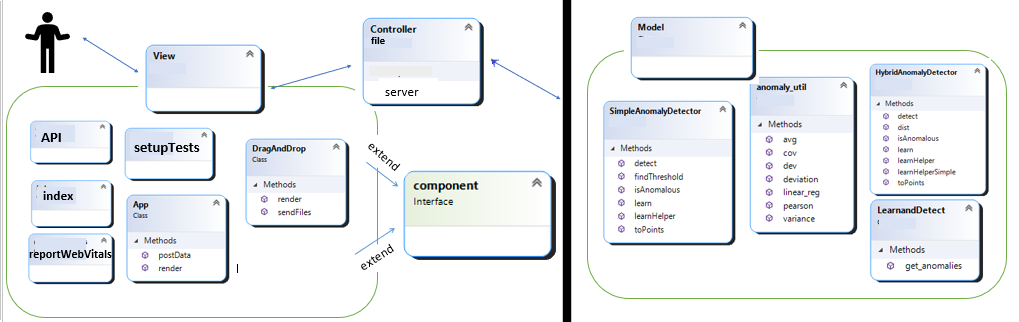 View
Controller
file
server
API
setupTests
DragAndDrop
Class
Methods
render
sendFiles
index
App
Class
Methods
postData
render
reportWebVitals
extend
component
Interface
extend
Model
SimpleAnomalyDetector
Methods
detect
findThreshold
isAnomalous
learn
learnHelper
toPoints
anomaly_util
Methods
avg
cov
dev
deviation
linear_reg
pearson
variance
HybridAnomalyDetector
Methods
detect
dist
isAnomalous
learn
learnHelper
learnHelperSimple
toPoints
LearnandDetect
Methods
get_anomalies